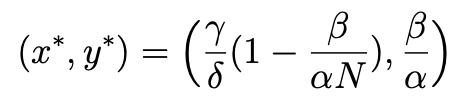 (x*, y*) = (γ/δ(1 − β/αN), β/α)